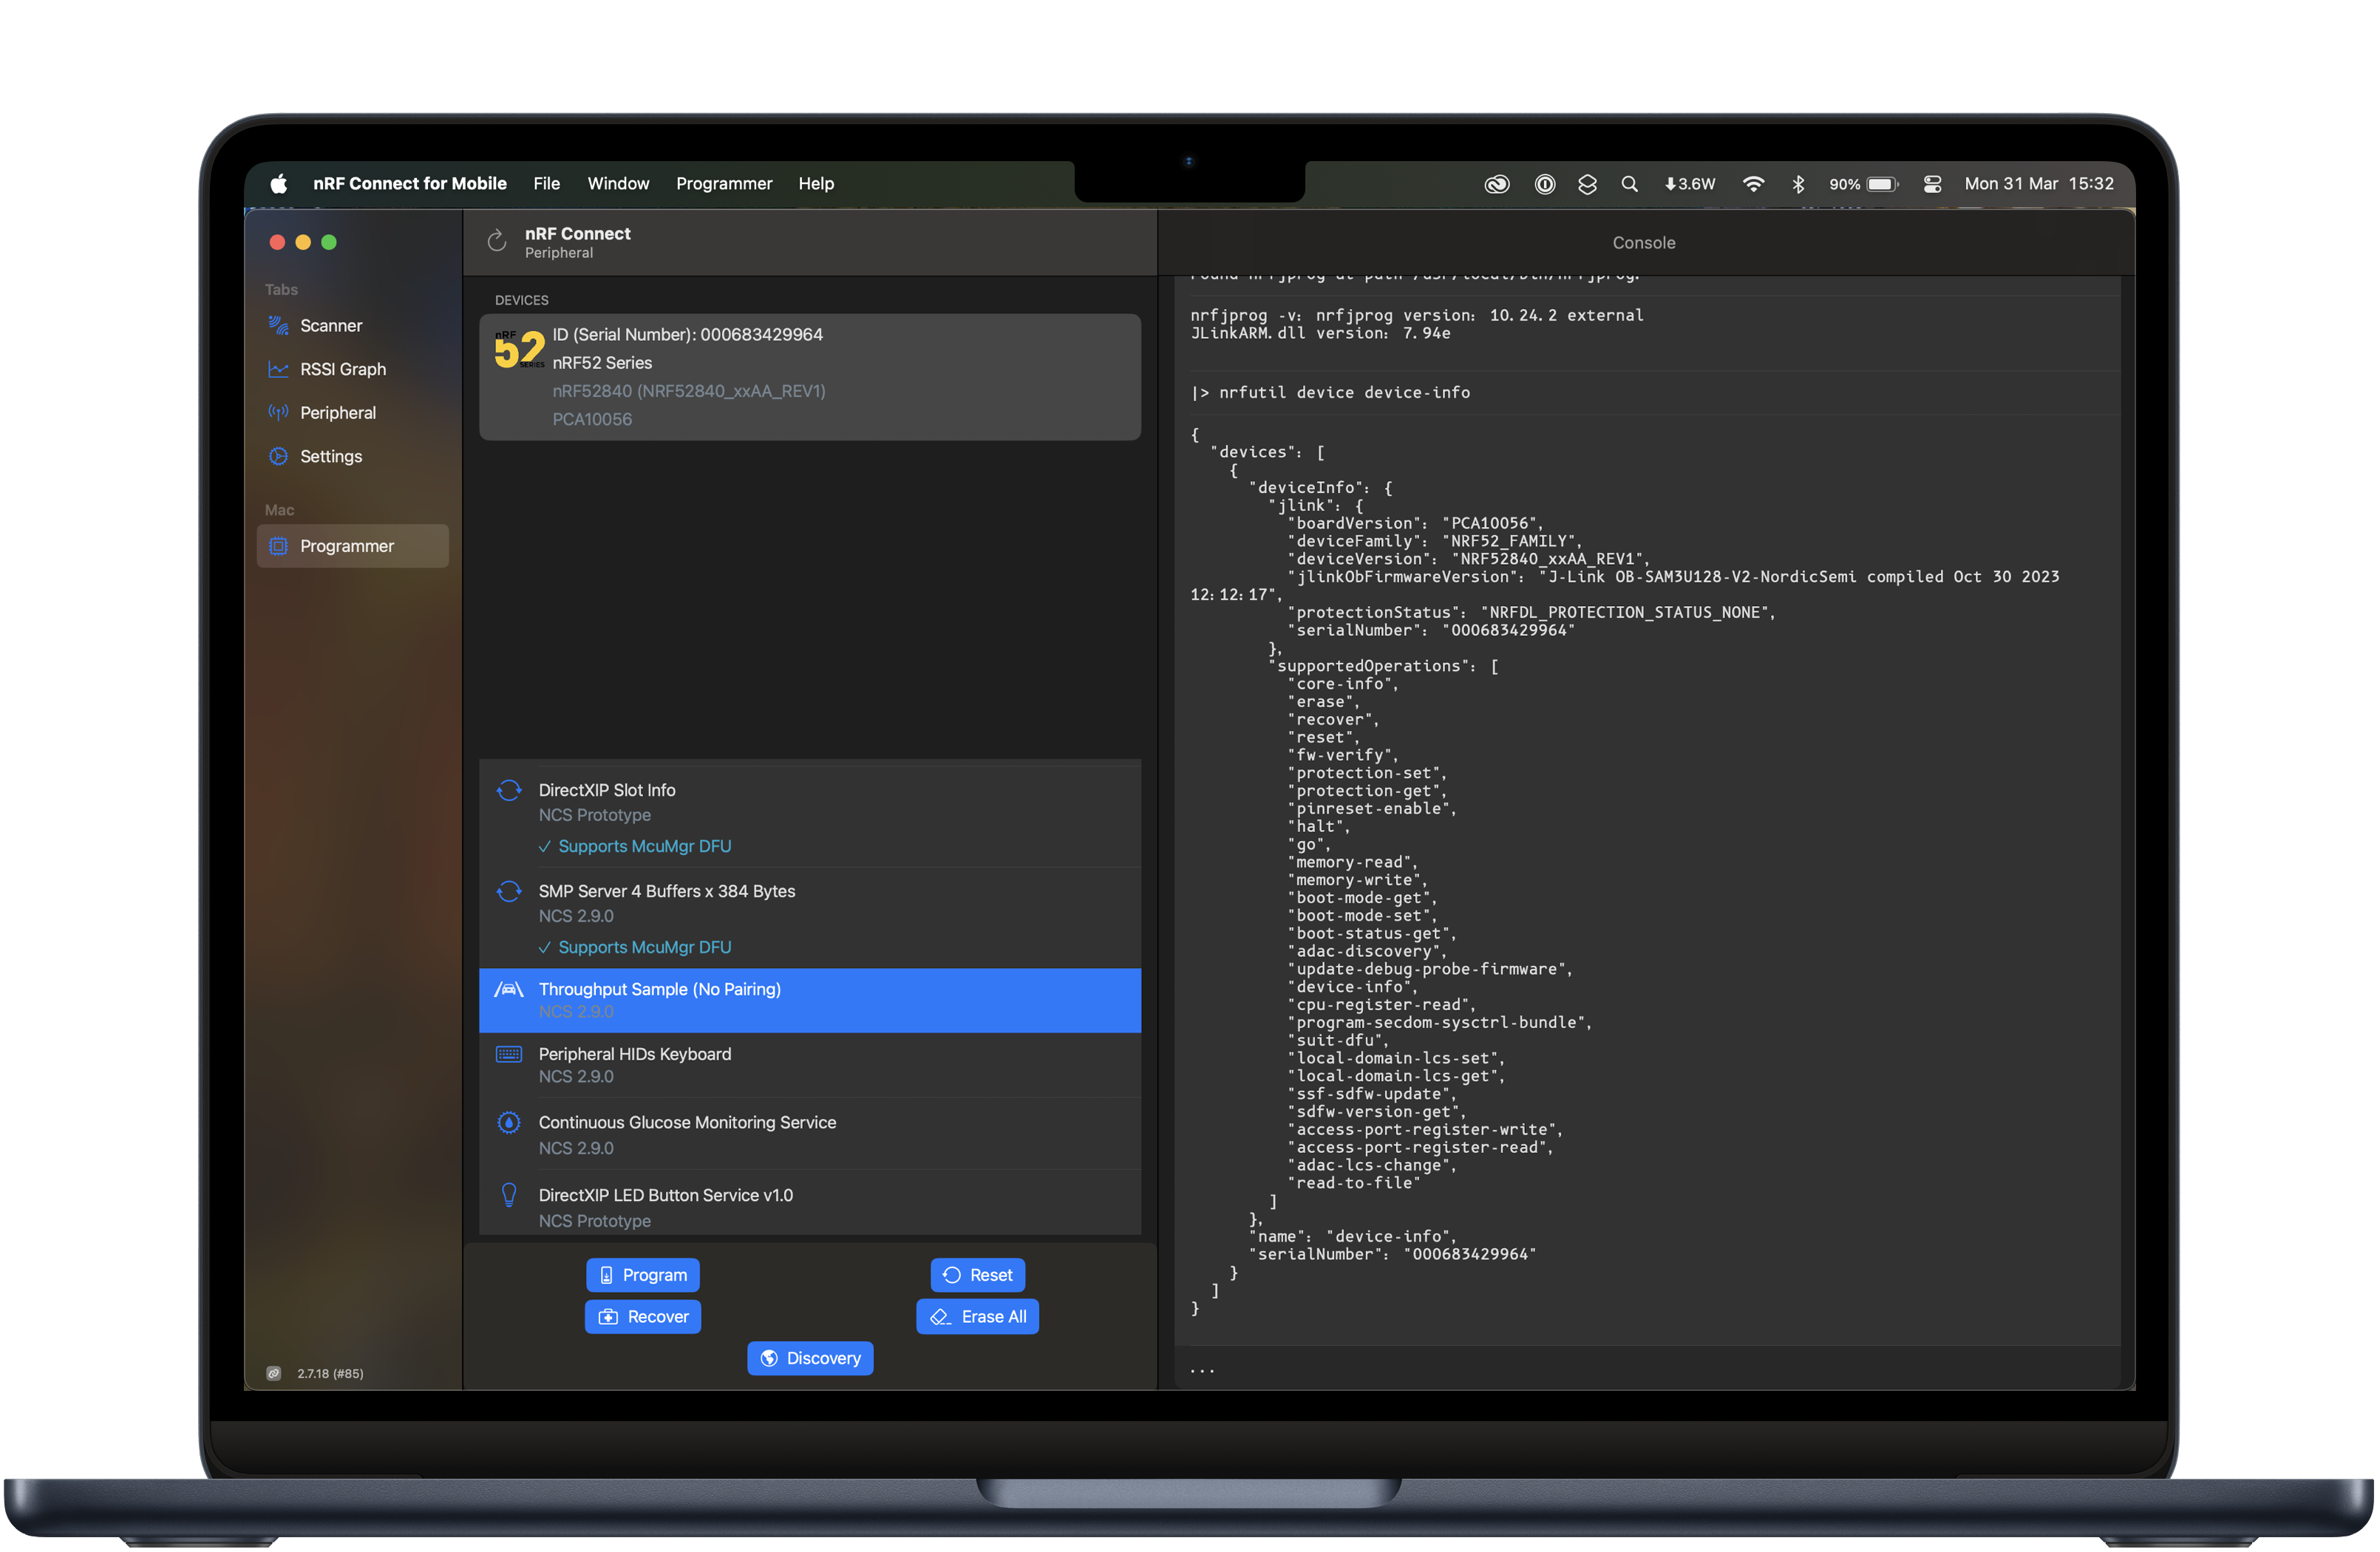 nRF Connect for Mobile File Window Programmer Help
3.6W 90% Mon 31 Mar 15:32
Tabs
Scanner
RSSI Graph
Peripheral
Settings
Mac
Programmer
2.7.18 (#85)
nRF Connect
Peripheral
DEVICES
nRF
52
SERIES
ID (Serial Number): 000683429964
nRF52 Series
nRF52840 (NRF52840_xxAA_REV1)
PCA10056
DirectXIP Slot Info
NCS Prototype
✓ Supports McuMgr DFU
SMP Server 4 Buffers x 384 Bytes
NCS 2.9.0
✓ Supports McuMgr DFU
Throughput Sample (No Pairing)
NCS 2.9.0
Peripheral HIDs Keyboard
NCS 2.9.0
Continuous Glucose Monitoring Service
NCS 2.9.0
DirectXIP LED Button Service v1.0
NCS Prototype
Program
Reset
Recover
Erase All
Discovery
Console
Found nrfjprog at path /usr/local/bin/nrfjprog.
nrfjprog -v: nrfjprog version: 10.24.2 external
JLinkARM.dll version: 7.94e
|> nrfutil device device-info
{
"devices": [
{
"deviceInfo": {
"jlink": {
"boardVersion": "PCA10056",
"deviceFamily": "NRF52_FAMILY",
"deviceVersion": "NRF52840_xxAA_REV1",
"jlinkObFirmwareVersion": "J-Link OB-SAM3U128-V2-NordicSemi compiled Oct 30 2023
12:12:17",
"protectionStatus": "NRFDL_PROTECTION_STATUS_NONE",
"serialNumber": "000683429964"
},
"supportedOperations": [
"core-info",
"erase",
"recover",
"reset",
"fw-verify",
"protection-set",
"protection-get",
"pinreset-enable",
"halt",
"go",
"memory-read",
"memory-write",
"boot-mode-get",
"boot-mode-set",
"boot-status-get",
"adac-discovery",
"update-debug-probe-firmware",
"device-info",
"cpu-register-read",
"program-secdom-sysctrl-bundle",
"suit-dfu",
"local-domain-lcs-set",
"local-domain-lcs-get",
"ssf-sdfw-update",
"sdfw-version-get",
"access-port-register-write",
"access-port-register-read",
"adac-lcs-change",
"read-to-file"
]
},
"name": "device-info",
"serialNumber": "000683429964"
}
]
}
...